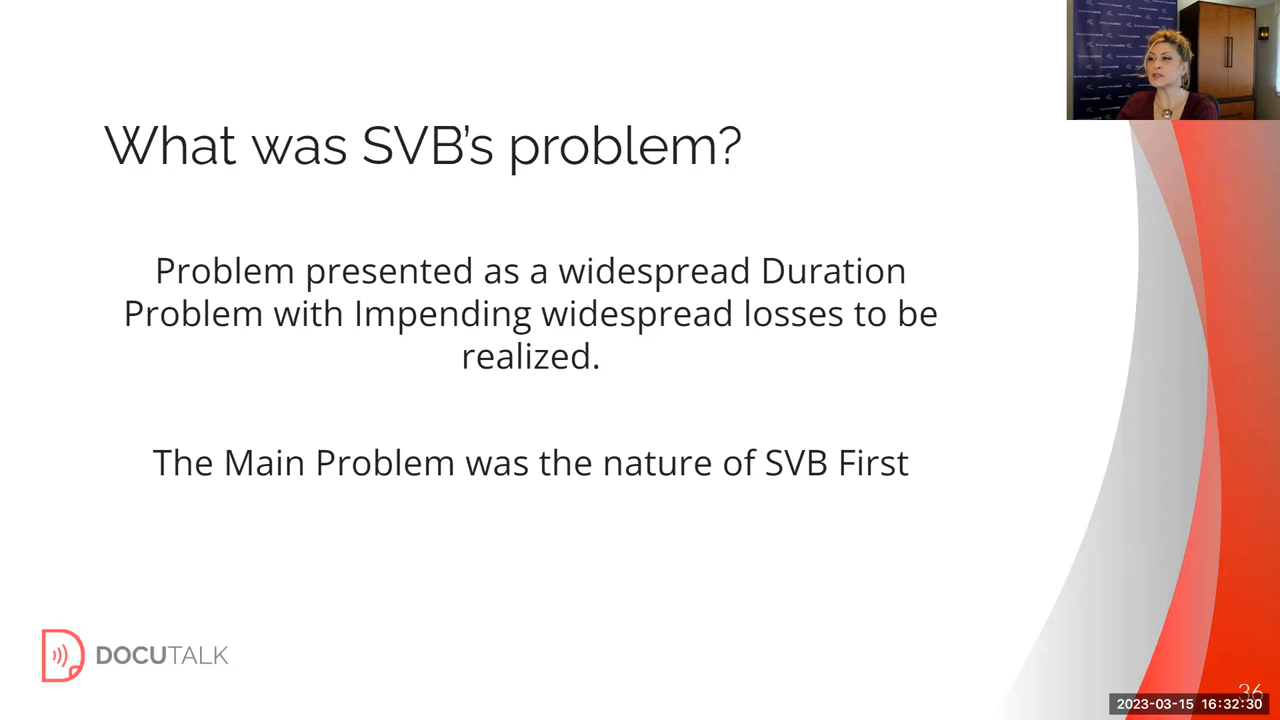 What was SVB's problem?
Problem presented as a widespread Duration
Problem with Impending widespread losses to be
realized.
The Main Problem was the nature of SVB First
DOCUTALK
36
2023-03-15 16:32:30